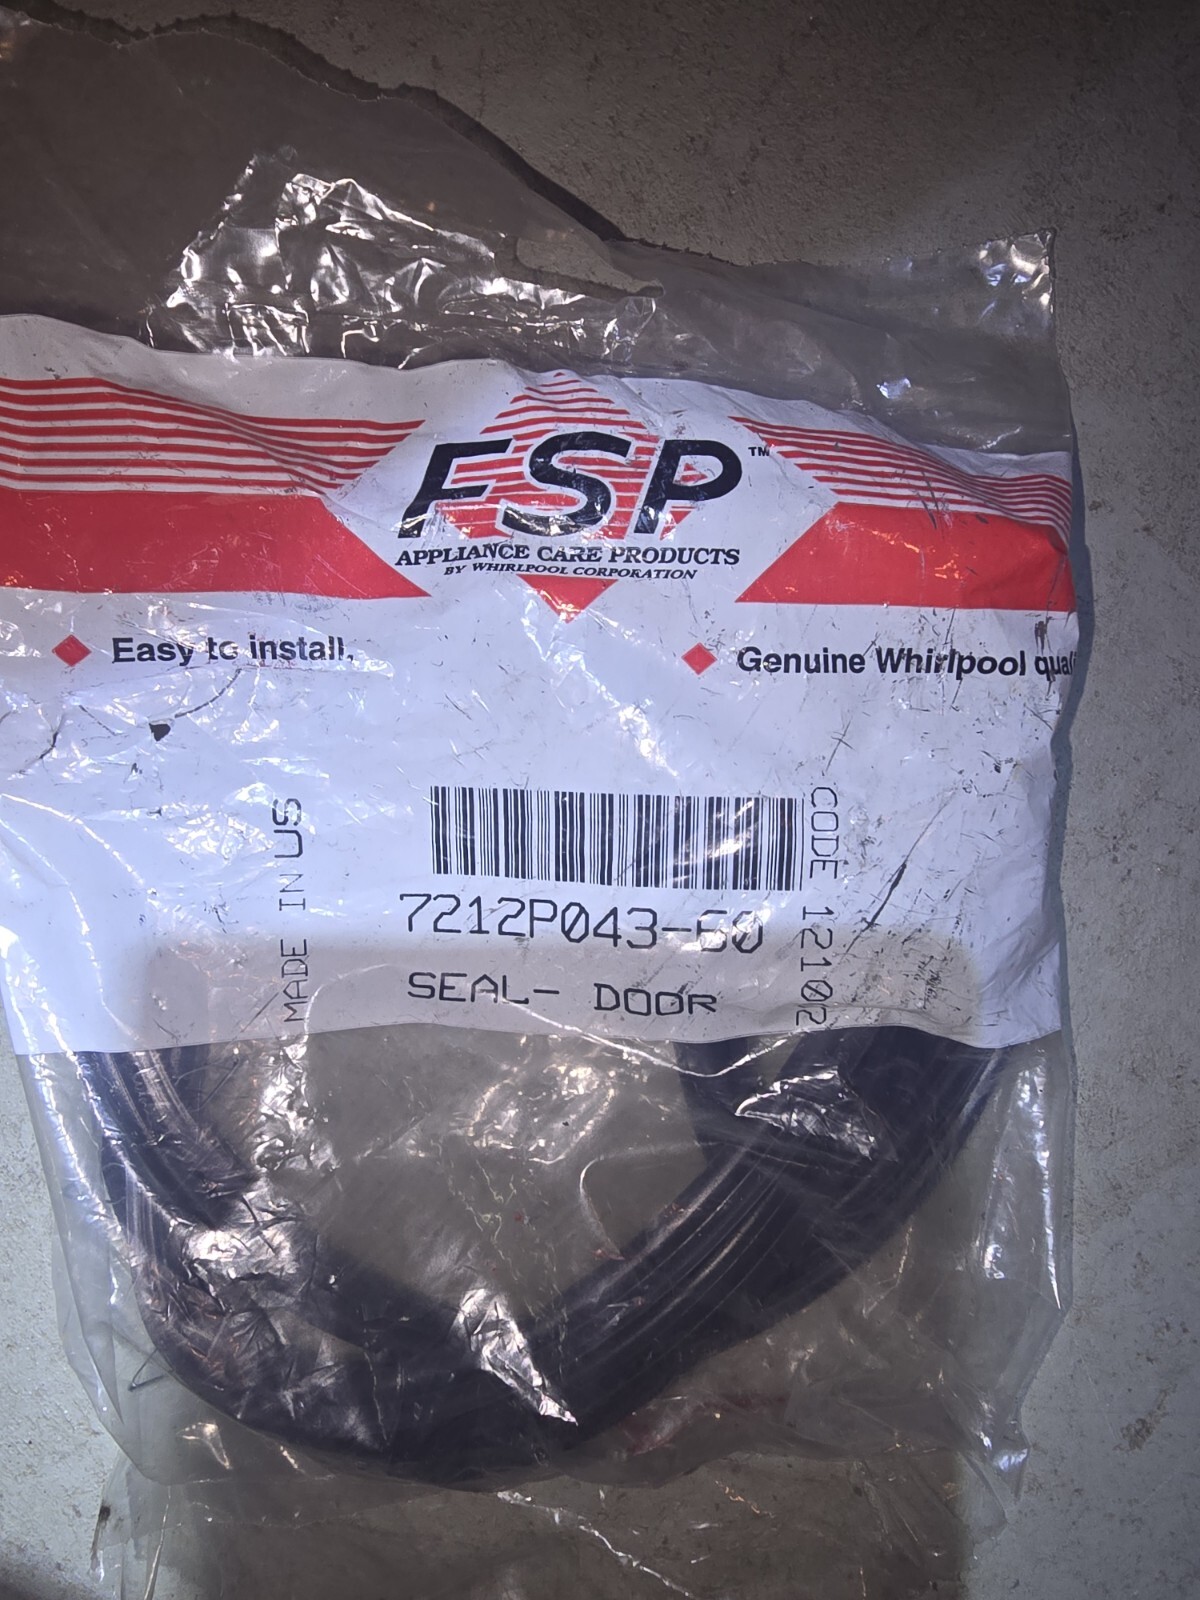 FSP™
APPLIANCE CARE PRODUCTS
BY WHIRLPOOL CORPORATION
Easy to install,
Genuine Whirlpool
MADE IN US
CODE 12102
7212P043-60
SEAL- DOOR